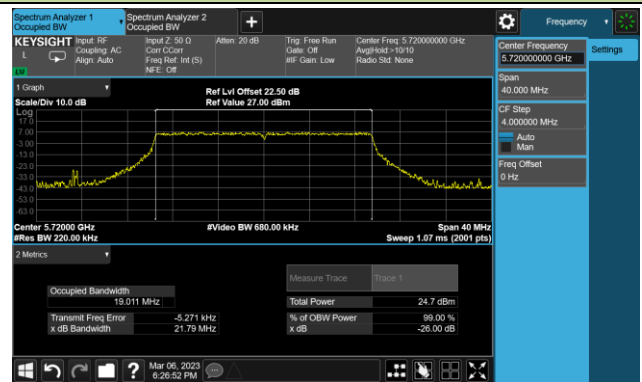 Spectrum Analyzer 1
Occupied BW
Spectrum Analyzer 2
Occupied BW
+
Frequency
KEYSIGHT
L
LW
Input: RF
Coupling: AC
Align: Auto
Input Z: 50 Ω
Corr CCorr
Freq Ref: Int (S)
NFE: Off
Atten: 20 dB
Trig: Free Run
Gate: Off
#IF Gain: Low
Center Freq: 5.720000000 GHz
Avg|Hold:>10/10
Radio Std: None
Center Frequency
5.720000000 GHz
Settings
Span
40.000 MHz
CF Step
4.000000 MHz
Auto
Man
Freq Offset
0 Hz
1 Graph
Scale/Div 10.0 dB
Ref Lvl Offset 22.50 dB
Ref Value 27.00 dBm
Log
17.0
7.00
-3.00
-13.0
-23.0
-33.0
-43.0
-53.0
-63.0
Center 5.72000 GHz
#Video BW 680.00 kHz
Span 40 MHz
#Res BW 220.00 kHz
Sweep 1.07 ms (2001 pts)
2 Metrics
Measure Trace
Trace 1
Occupied Bandwidth
19.011 MHz
Total Power
24.7 dBm
Transmit Freq Error
-5.271 kHz
% of OBW Power
99.00 %
x dB Bandwidth
21.79 MHz
x dB
-26.00 dB
?
Mar 06, 2023
6:26:52 PM